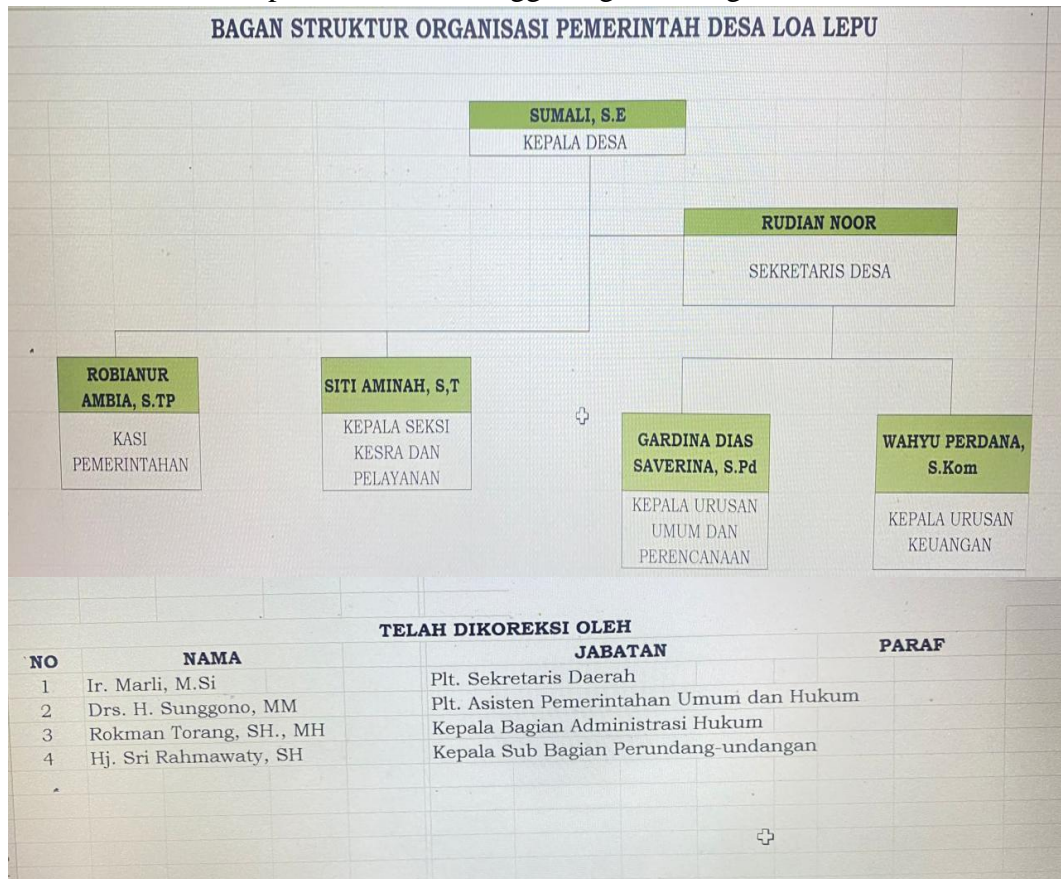 BAGAN STRUKTUR ORGANISASI PEMERINTAH DESA LOA LEPU
SUMALI, S.E
KEPALA DESA
RUDIAN NOOR
SEKRETARIS DESA
ROBIANUR
AMBIA, S.TP
KASI
PEMERINTAHAN
SITI AMINAH, S,T
KEPALA SEKSI
KESRA DAN
PELAYANAN
GARDINA DIAS
SAVERINA, S.Pd
KEPALA URUSAN
UMUM DAN
PERENCANAAN
WAHYU PERDANA,
S.Kom
KEPALA URUSAN
KEUANGAN
TELAH DIKOREKSI OLEH
NO NAMA JABATAN PARAF
1 Ir. Marli, M.Si Plt. Sekretaris Daerah
2 Drs. H. Sunggono, MM Plt. Asisten Pemerintahan Umum dan Hukum
3 Rokman Torang, SH., MH Kepala Bagian Administrasi Hukum
4 Hj. Sri Rahmawaty, SH Kepala Sub Bagian Perundang-undangan